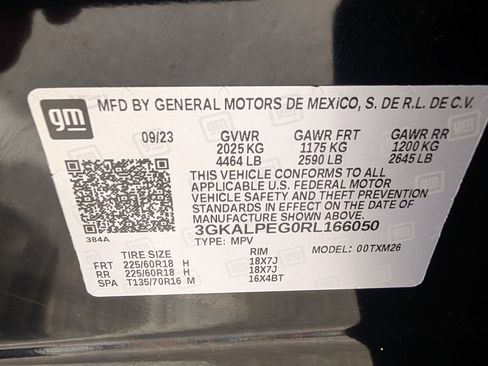 gm
MFD BY GENERAL MOTORS DE MEXICO, S. DE R.L. DE C.V.
09/23 GVWR GAWR FRT GAWR RR
2025 KG 1175 KG 1200 KG
4464 LB 2590 LB 2645 LB
THIS VEHICLE CONFORMS TO ALL
APPLICABLE U.S. FEDERAL MOTOR
VEHICLE SAFETY AND THEFT PREVENTION
STANDARDS IN EFFECT ON THE DATE OF
MANUFACTURE SHOWN ABOVE.
3GKALPEG0RL166050
384A TYPE: MPV MODEL: 00TXM26
TIRE SIZE RIM
FRT 225/60R18 H 18X7J
RR 225/60R18 H 18X7J
SPA T135/70R16 M 16X4BT